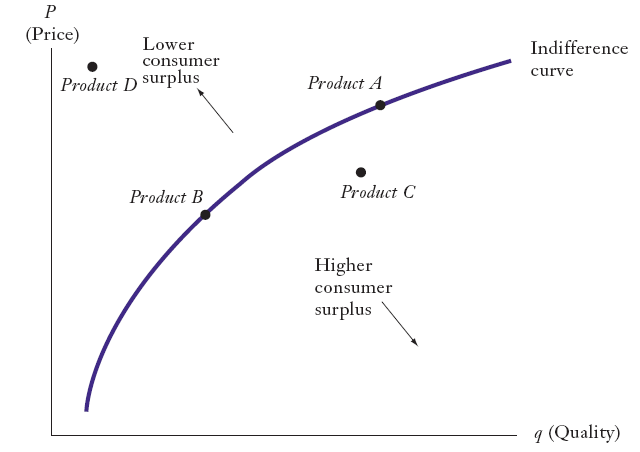 P
(Price)
Lower
consumer
surplus
Product D
Product A
Indifference
curve
Product B
Product C
Higher
consumer
surplus
q (Quality)